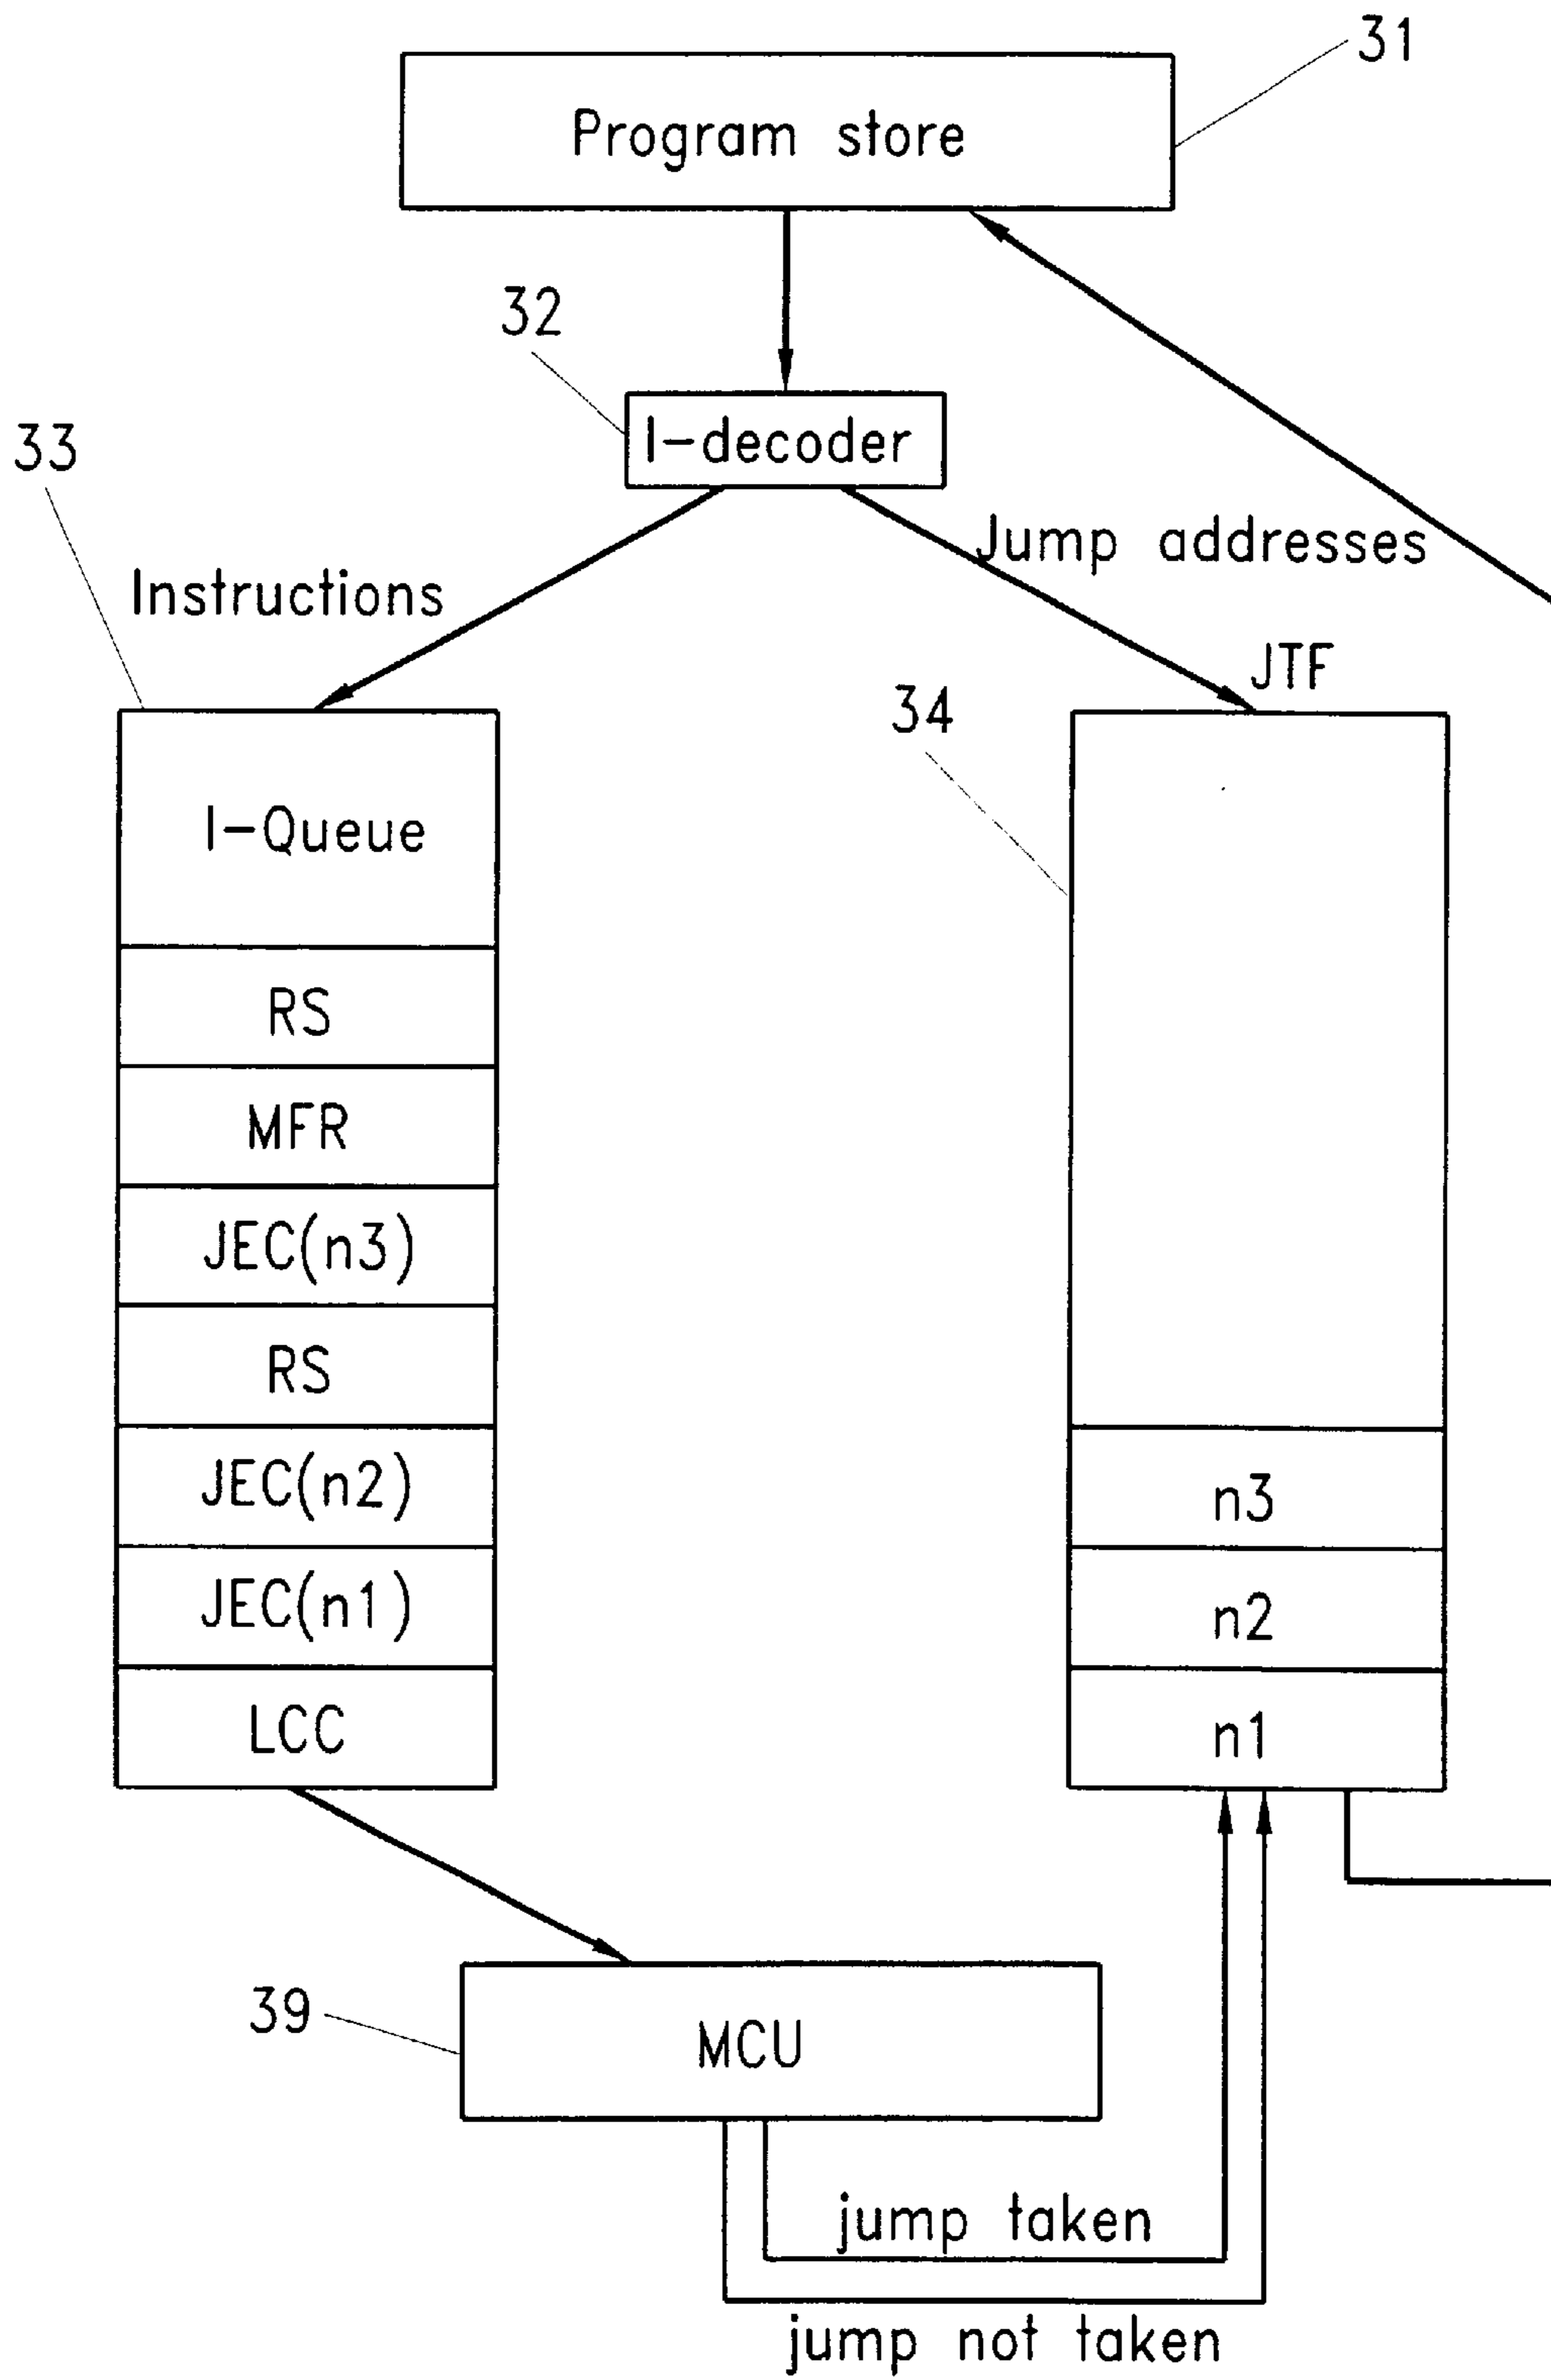 31
Program store
32
I-decoder
33
Jump addresses
Instructions
JTF
34
I-Queue
RS
MFR
JEC(n3)
RS
JEC(n2)
n3
JEC(n1)
n2
LCC
n1
39
MCU
jump taken
jump not taken